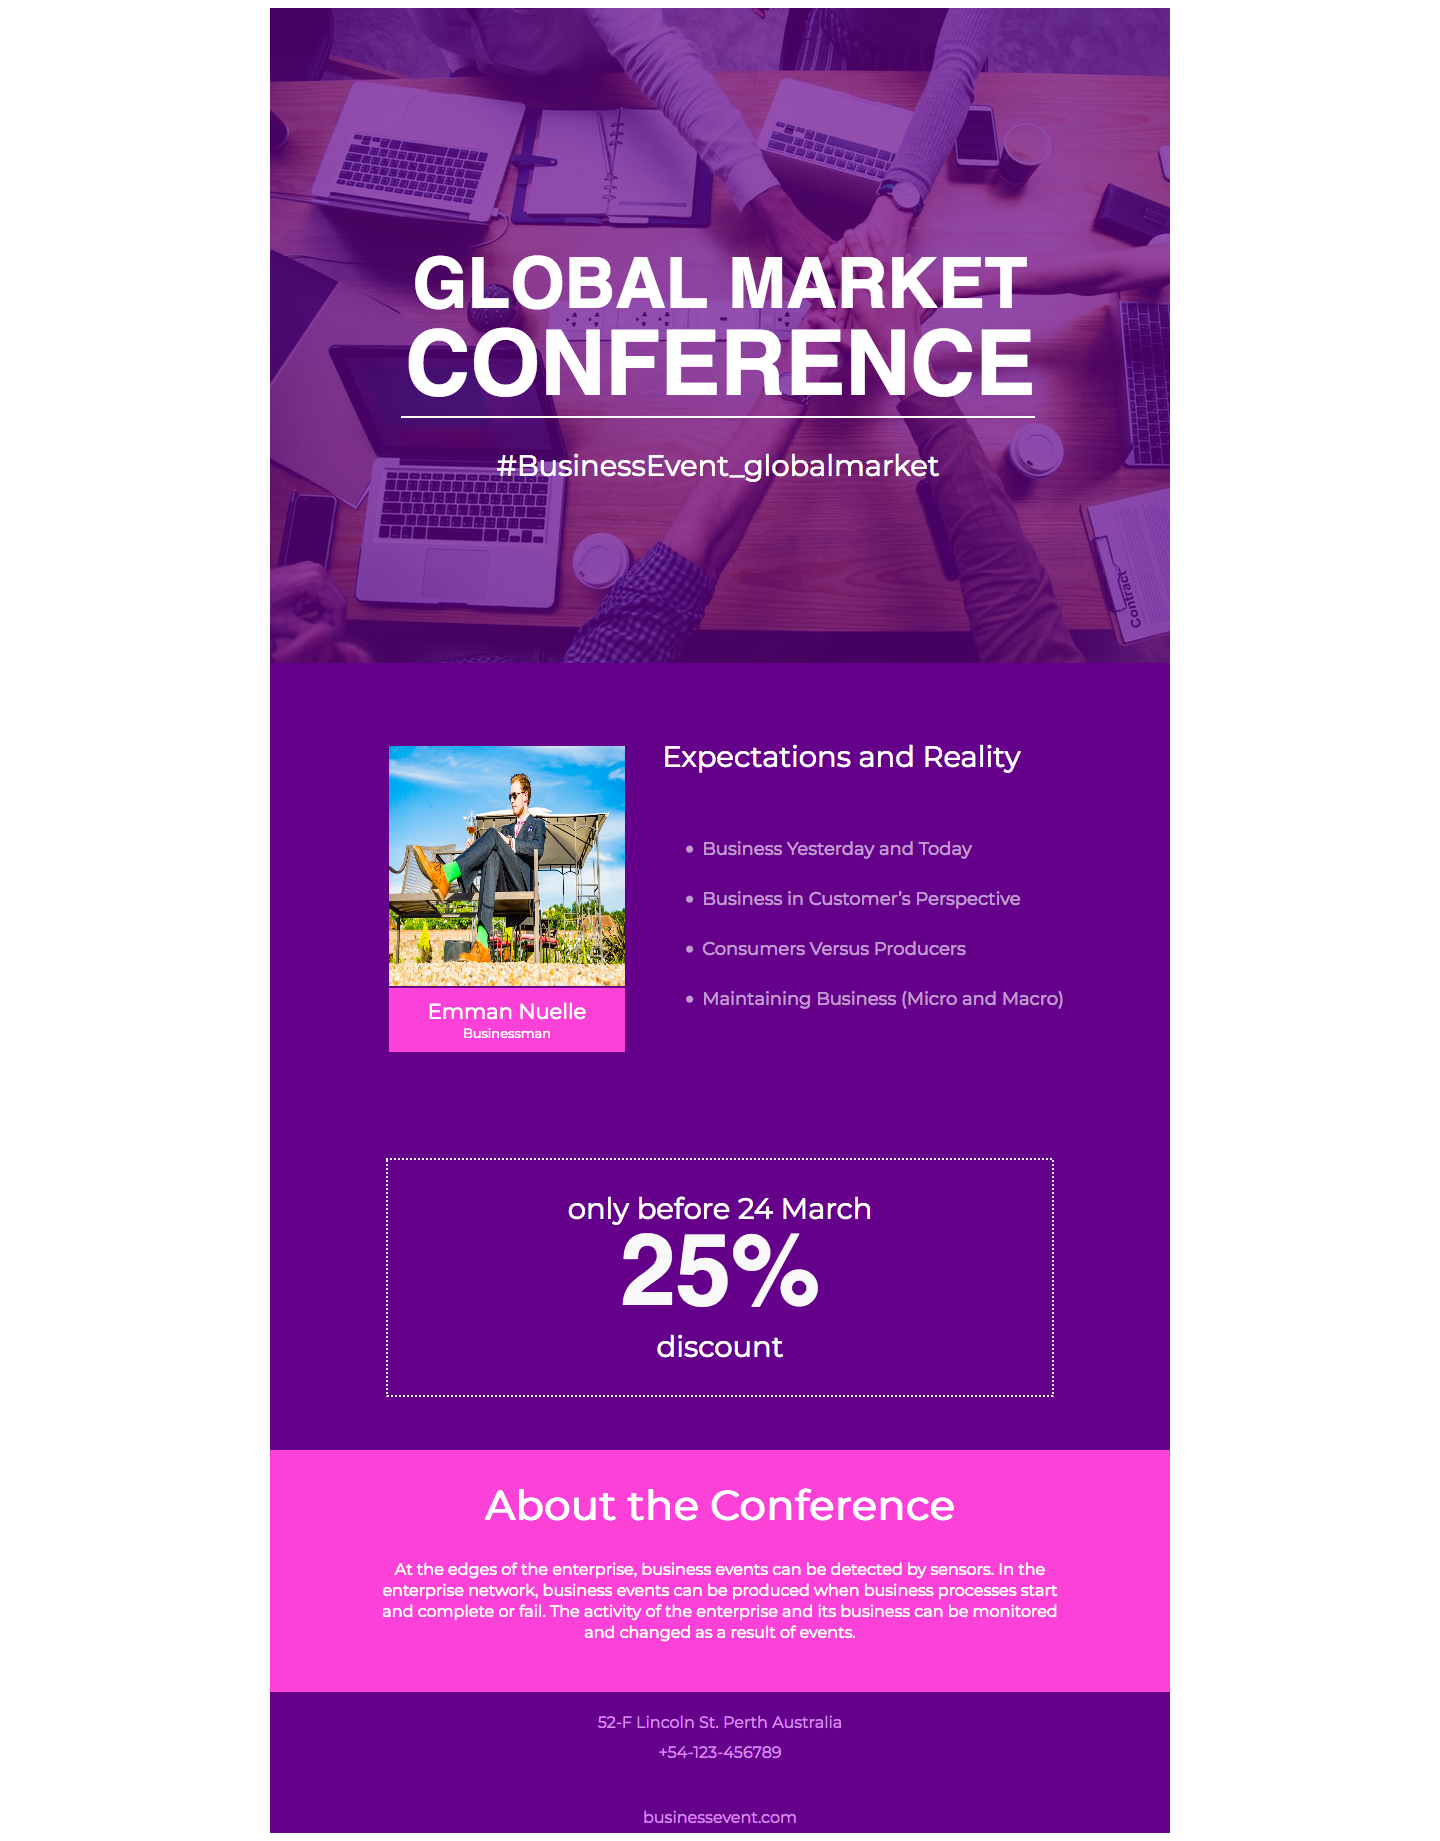 GLOBAL MARKET
CONFERENCE
#BusinessEvent_globalmarket
Contract
Expectations and Reality
• Business Yesterday and Today
• Business in Customer’s Perspective
• Consumers Versus Producers
• Maintaining Business (Micro and Macro)
Emman Nuelle
Businessman
only before 24 March
25%
discount
About the Conference
At the edges of the enterprise, business events can be detected by sensors. In the
enterprise network, business events can be produced when business processes start
and complete or fail. The activity of the enterprise and its business can be monitored
and changed as a result of events.
52-F Lincoln St. Perth Australia
+54-123-456789
businessevent.com